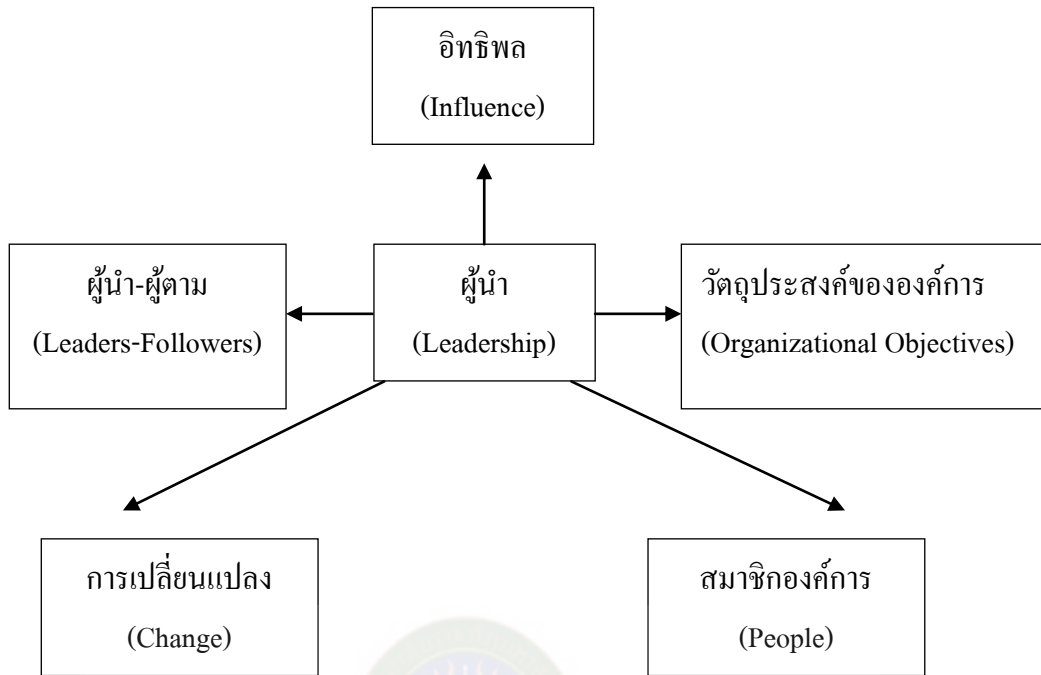 อิทธิพล
(Influence)
ผู้นำ-ผู้ตาม
(Leaders-Followers)
ผู้นำ
(Leadership)
วัตถุประสงค์ขององค์การ
(Organizational Objectives)
การเปลี่ยนแปลง
(Change)
สมาชิกองค์การ
(People)